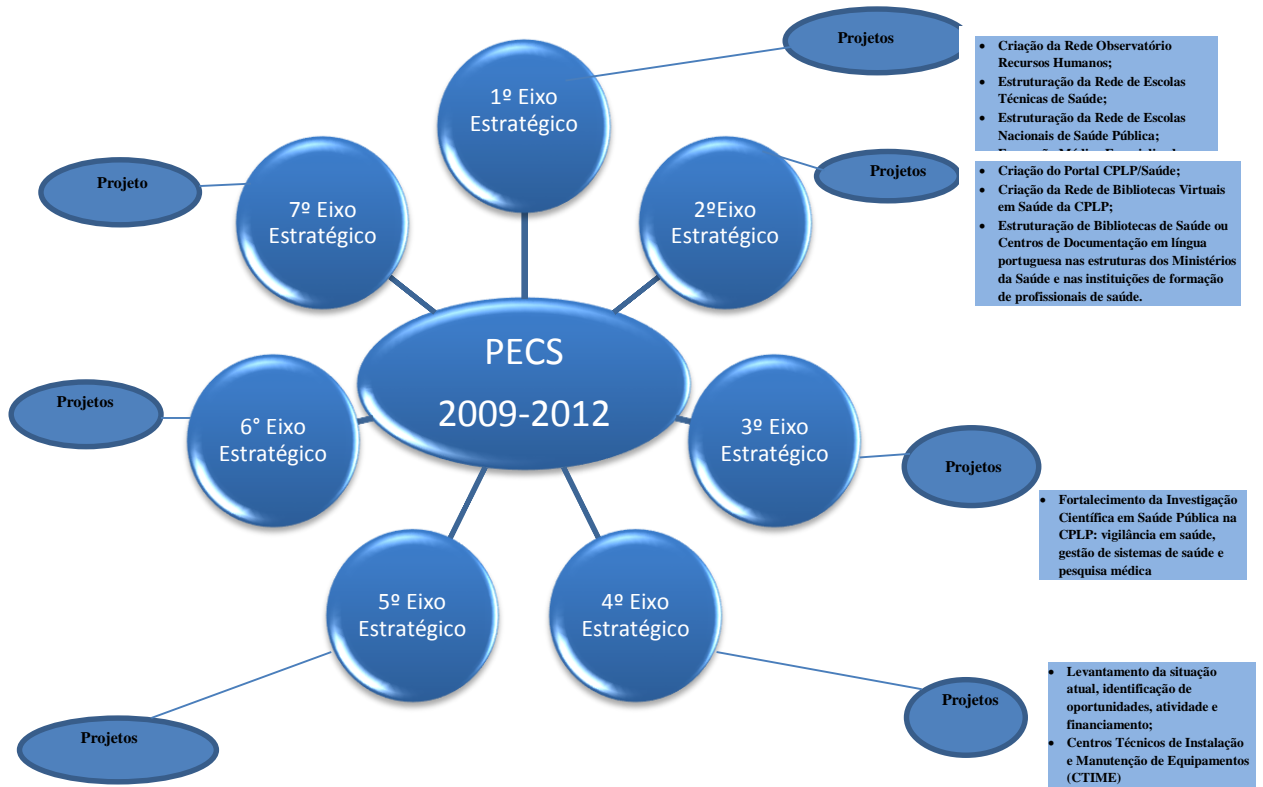 PECS
2009-2012
1º Eixo
Estratégico
Projetos
• Criação da Rede Observatório
Recursos Humanos;
• Estruturação da Rede de Escolas
Técnicas de Saúde;
• Estruturação da Rede de Escolas
Nacionais de Saúde Pública;
2ºEixo
Estratégico
Projetos
• Criação do Portal CPLP/Saúde;
• Criação da Rede de Bibliotecas Virtuais
em Saúde da CPLP;
• Estruturação de Bibliotecas de Saúde ou
Centros de Documentação em língua
portuguesa nas estruturas dos Ministérios
da Saúde e nas instituições de formação
de profissionais de saúde.
3º Eixo
Estratégico
Projetos
• Fortalecimento da Investigação
Científica em Saúde Pública na
CPLP: vigilância em saúde,
gestão de sistemas de saúde e
pesquisa médica
4º Eixo
Estratégico
Projetos
• Levantamento da situação
atual, identificação de
oportunidades, atividade e
financiamento;
• Centros Técnicos de Instalação
e Manutenção de Equipamentos
(CTIME)
5º Eixo
Estratégico
Projetos
6° Eixo
Estratégico
Projetos
7º Eixo
Estratégico
Projeto